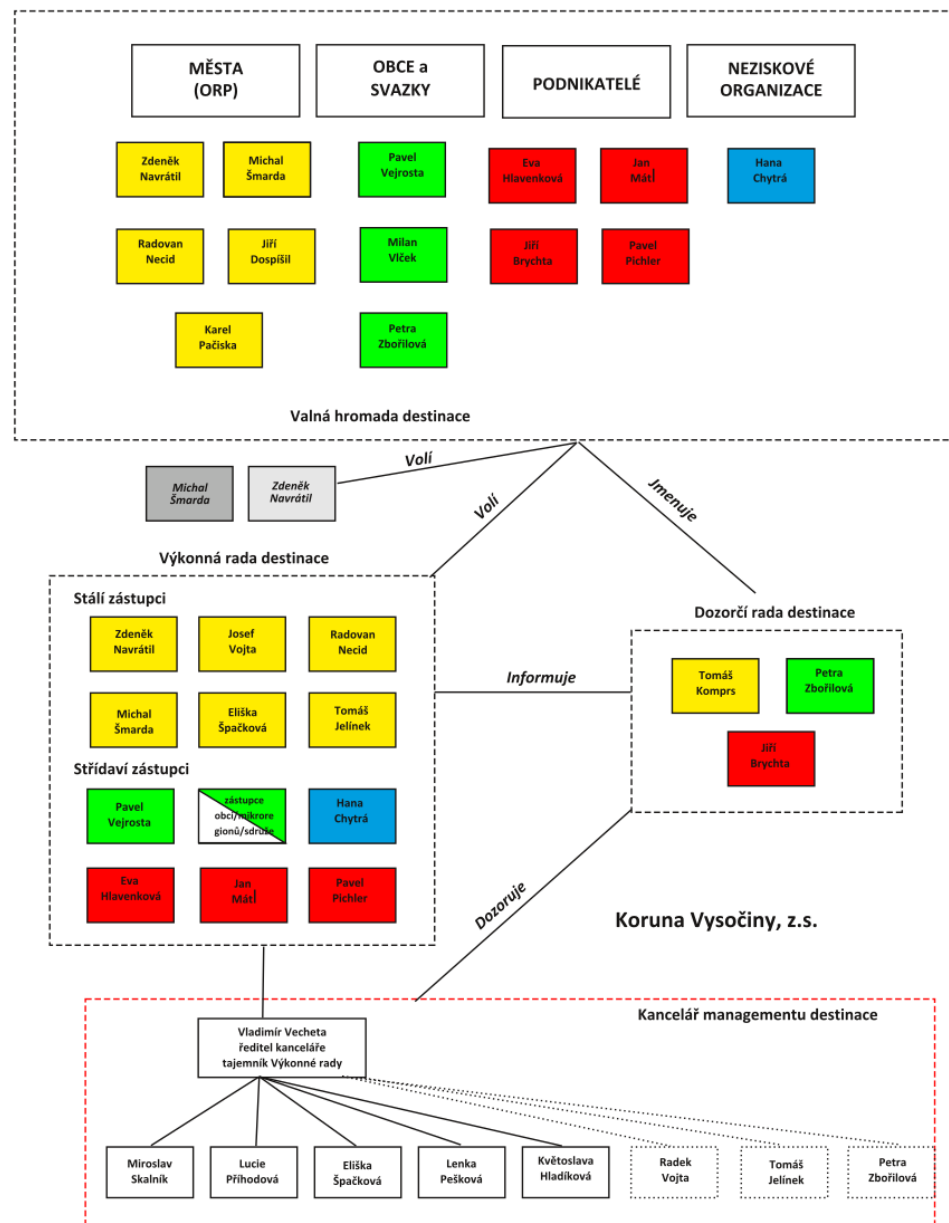 MĚSTA
(ORP)
OBCE a
SVAZKY
PODNIKATELÉ
NEZISKOVÉ
ORGANIZACE
Zdeněk
Navrátil
Michal
Šmarda
Pavel
Vejrosta
Eva
Hlavenková
Jan
Mátl
Hana
Chytrá
Radovan
Necid
Jiří
Dospíšil
Milan
Vlček
Jiří
Brychta
Pavel
Pichler
Karel
Pačiska
Petra
Zbořilová
Valná hromada destinace
Volí
Volí
Jmenuje
Michal
Šmarda
Zdeněk
Navrátil
Výkonná rada destinace
Stálí zástupci
Zdeněk
Navrátil
Josef
Vojta
Radovan
Necid
Michal
Šmarda
Eliška
Špačková
Tomáš
Jelínek
Střídaví zástupci
Pavel
Vejrosta
zástupce
obcí/mikrore
gionů/sdruže
Hana
Chytrá
Eva
Hlavenková
Jan
Mátl
Pavel
Pichler
Informuje
Dozorčí rada destinace
Tomáš
Komprs
Petra
Zbořilová
Jiří
Brychta
Dozoruje
Koruna Vysočiny, z.s.
Kancelář managementu destinace
Vladimír Vecheta
ředitel kanceláře
tajemník Výkonné rady
Miroslav
Skalník
Lucie
Příhodová
Eliška
Špačková
Lenka
Pešková
Květoslava
Hladíková
Radek
Vojta
Tomáš
Jelínek
Petra
Zbořilová